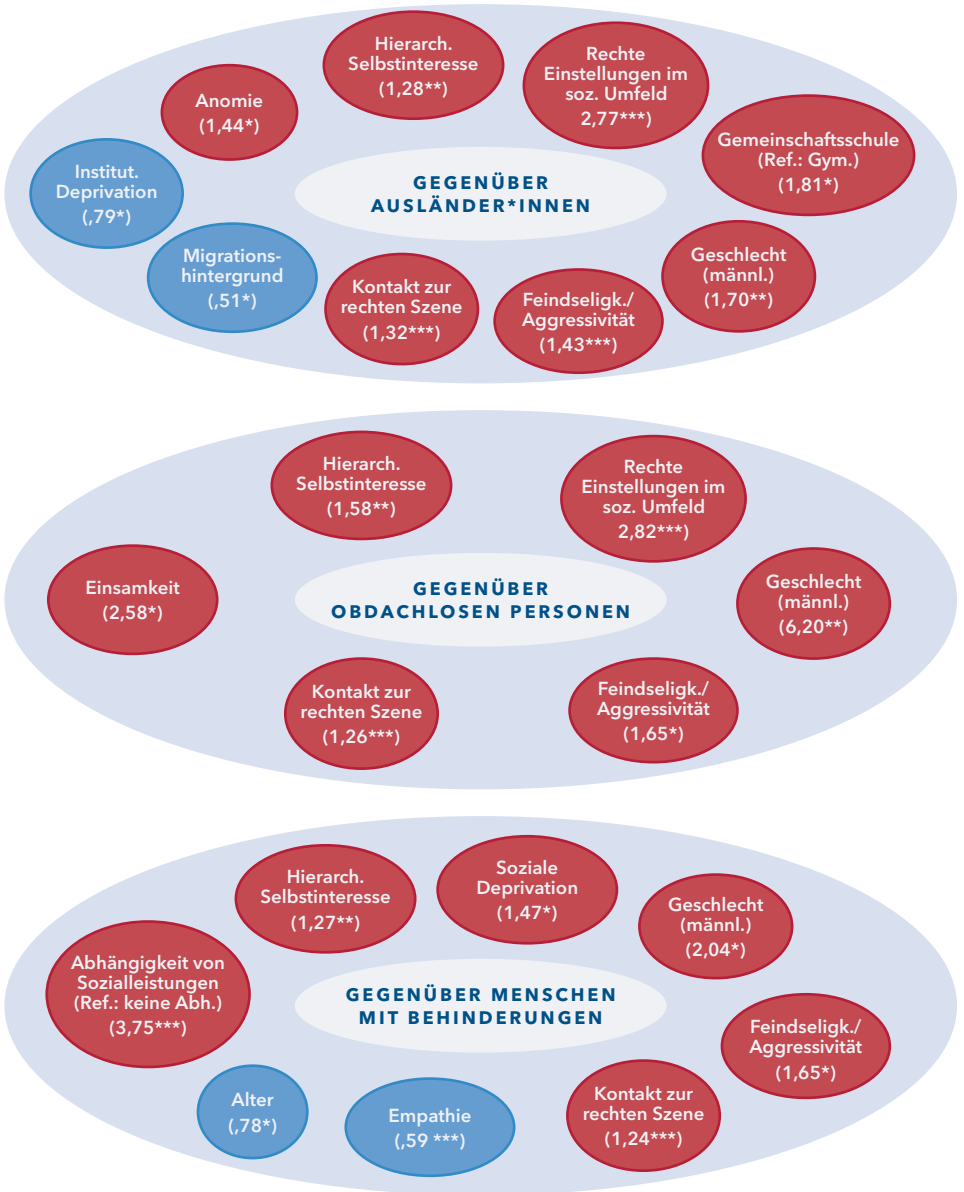 Hierarch.
Selbstinteresse
(1,28**)
Rechte
Einstellungen im
soz. Umfeld
2,77***)
Anomie
(1,44*)
Gemeinschaftsschule
(Ref.: Gym.)
(1,81*)
Institut.
Deprivation
(,79*)
GEGENÜBER
AUSLÄNDER*INNEN
Migrations-
hintergrund
(,51*)
Kontakt zur
rechten Szene
(1,32***)
Feindseligk./
Aggressivität
(1,43***)
Geschlecht
(männl.)
(1,70**)
Hierarch.
Selbstinteresse
(1,58**)
Rechte
Einstellungen im
soz. Umfeld
2,82***)
Einsamkeit
(2,58*)
GEGENÜBER
OBDACHLOSEN PERSONEN
Geschlecht
(männl.)
(6,20**)
Kontakt zur
rechten Szene
(1,26***)
Feindseligk./
Aggressivität
(1,65*)
Hierarch.
Selbstinteresse
(1,27**)
Soziale
Deprivation
(1,47*)
Geschlecht
(männl.)
(2,04*)
Abhängigkeit von
Sozialleistungen
(Ref.: keine Abh.)
(3,75***)
GEGENÜBER MENSCHEN
MIT BEHINDERUNGEN
Feindseligk./
Aggressivität
(1,65*)
Alter
(,78*)
Empathie
(,59 ***)
Kontakt zur
rechten Szene
(1,24***)